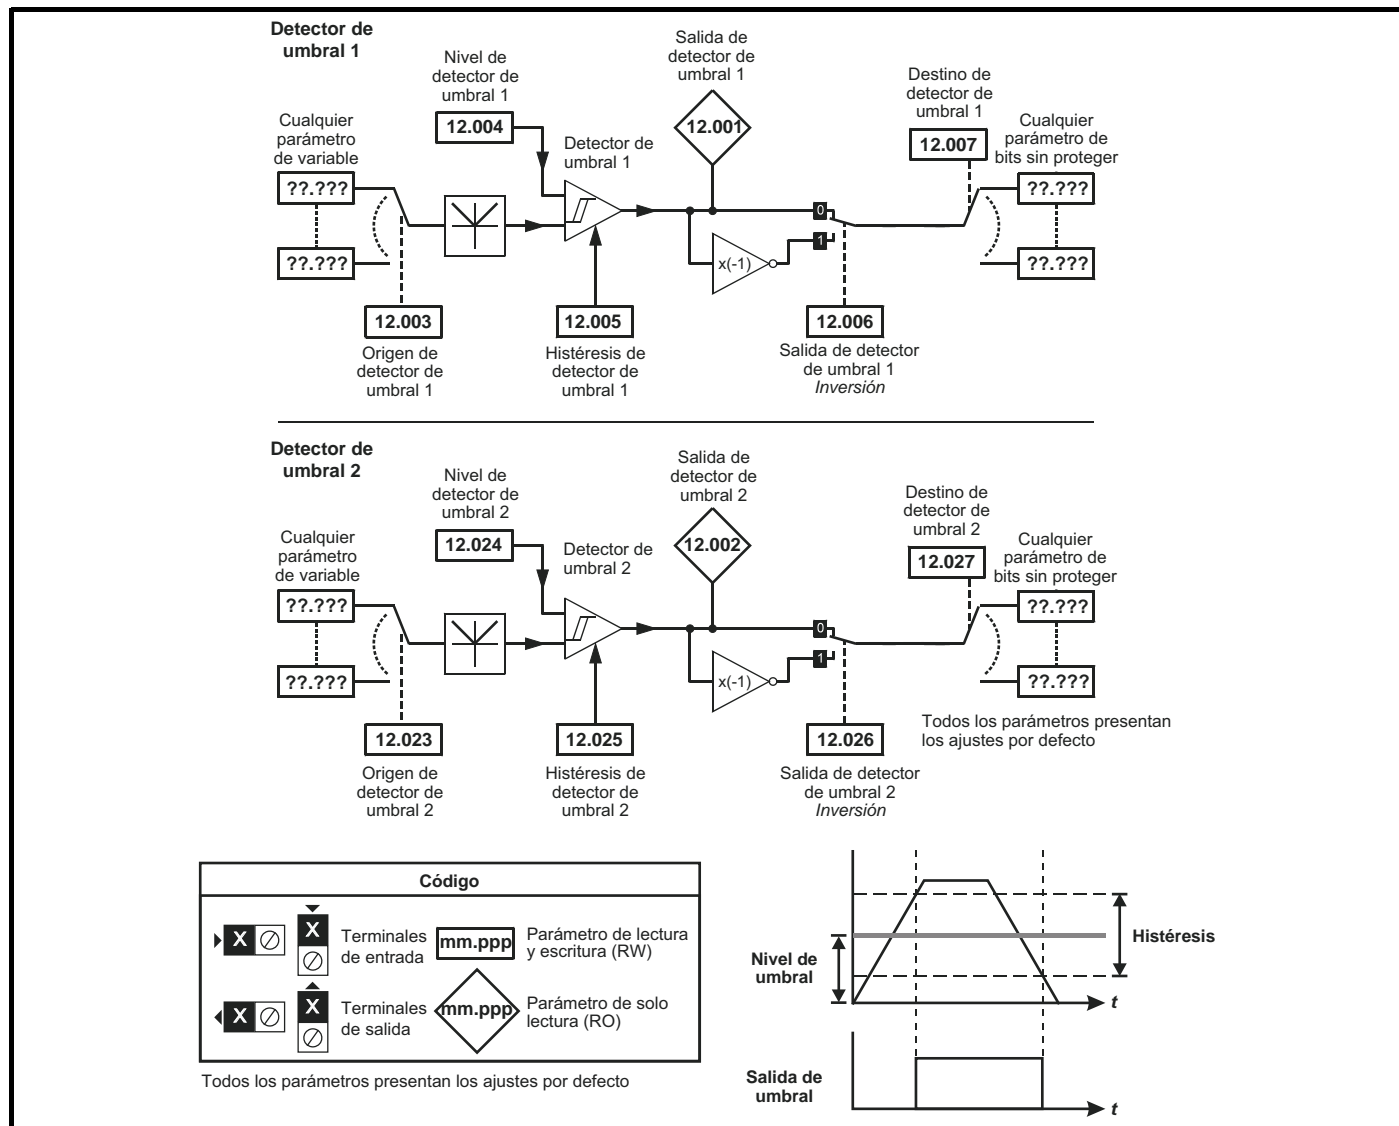 Detector de
umbral 1
Nivel de
detector de
umbral 1
Salida de
detector de
umbral 1
Destino de
detector de
umbral 1
Cualquier
parámetro
de variable
12.004
Detector de
umbral 1
12.001
12.007
Cualquier
parámetro de
bits sin proteger
??.???
??.???
0
1
x(-1)
??.???
??.???
12.003
12.005
12.006
Origen de
detector de
umbral 1
Histéresis de
detector de
umbral 1
Salida de detector
de umbral 1
Inversión
Detector de
umbral 2
Nivel de
detector de
umbral 2
Salida de
detector de
umbral 2
Destino de
detector de
umbral 2
Cualquier
parámetro
de variable
12.024
Detector de
umbral 2
12.002
12.027
Cualquier
parámetro de
bits sin proteger
??.???
??.???
0
1
x(-1)
??.???
??.???
12.023
12.025
12.026
Todos los parámetros presentan
los ajustes por defecto
Origen de
detector de
umbral 2
Histéresis de
detector de
umbral 2
Salida de detector
de umbral 2
Inversión
Código
X
X
Terminales
de entrada
mm.ppp
Parámetro de lectura
y escritura (RW)
X
X
Terminales
de salida
mm.ppp
Parámetro de solo
lectura (RO)
Todos los parámetros presentan los ajustes por defecto
Nivel de
umbral
Histéresis
t
Salida de
umbral
t